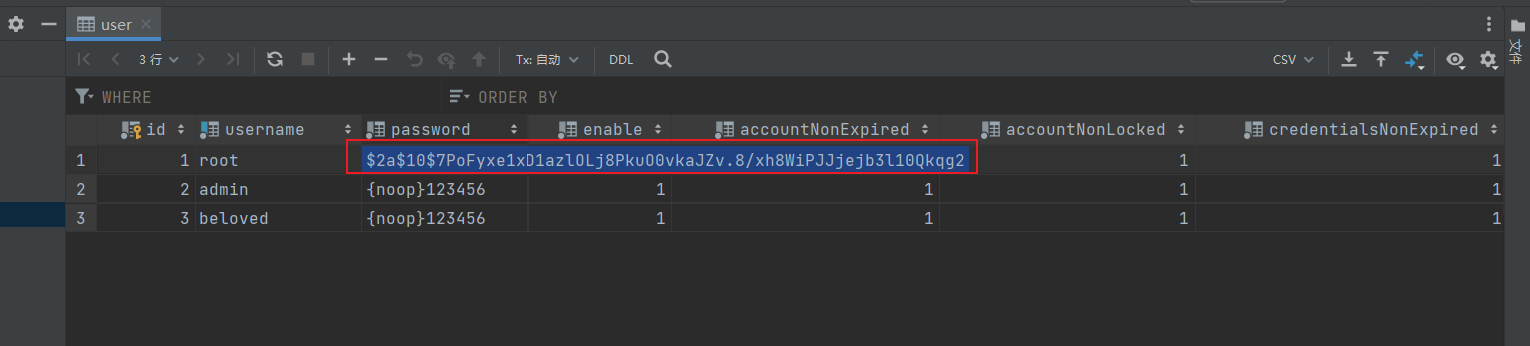 user
文件
3 行 Tx: 自动 DDL CSV
WHERE ORDER BY
id username password enable accountNonExpired accountNonLocked credentialsNonExpired
1 1 root $2a$10$7PoFyxe1xD1azlOLj8PkuO0vkaJZv.8/xh8WiPJJjejb3l10Qkqg2 1 1
2 2 admin {noop}123456 1 1 1 1
3 3 beloved {noop}123456 1 1 1 1